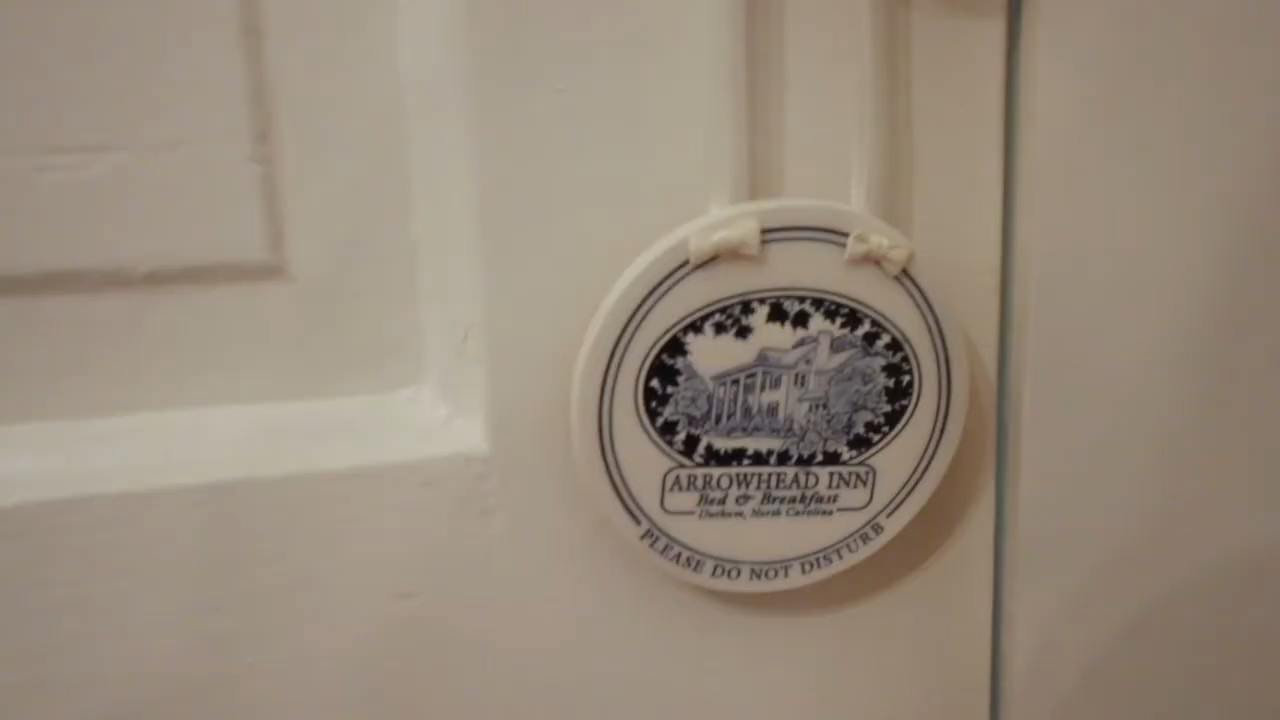 ARROWHEAD INN
Bed & Breakfast
Durham, North Carolina
PLEASE DO NOT DISTURB